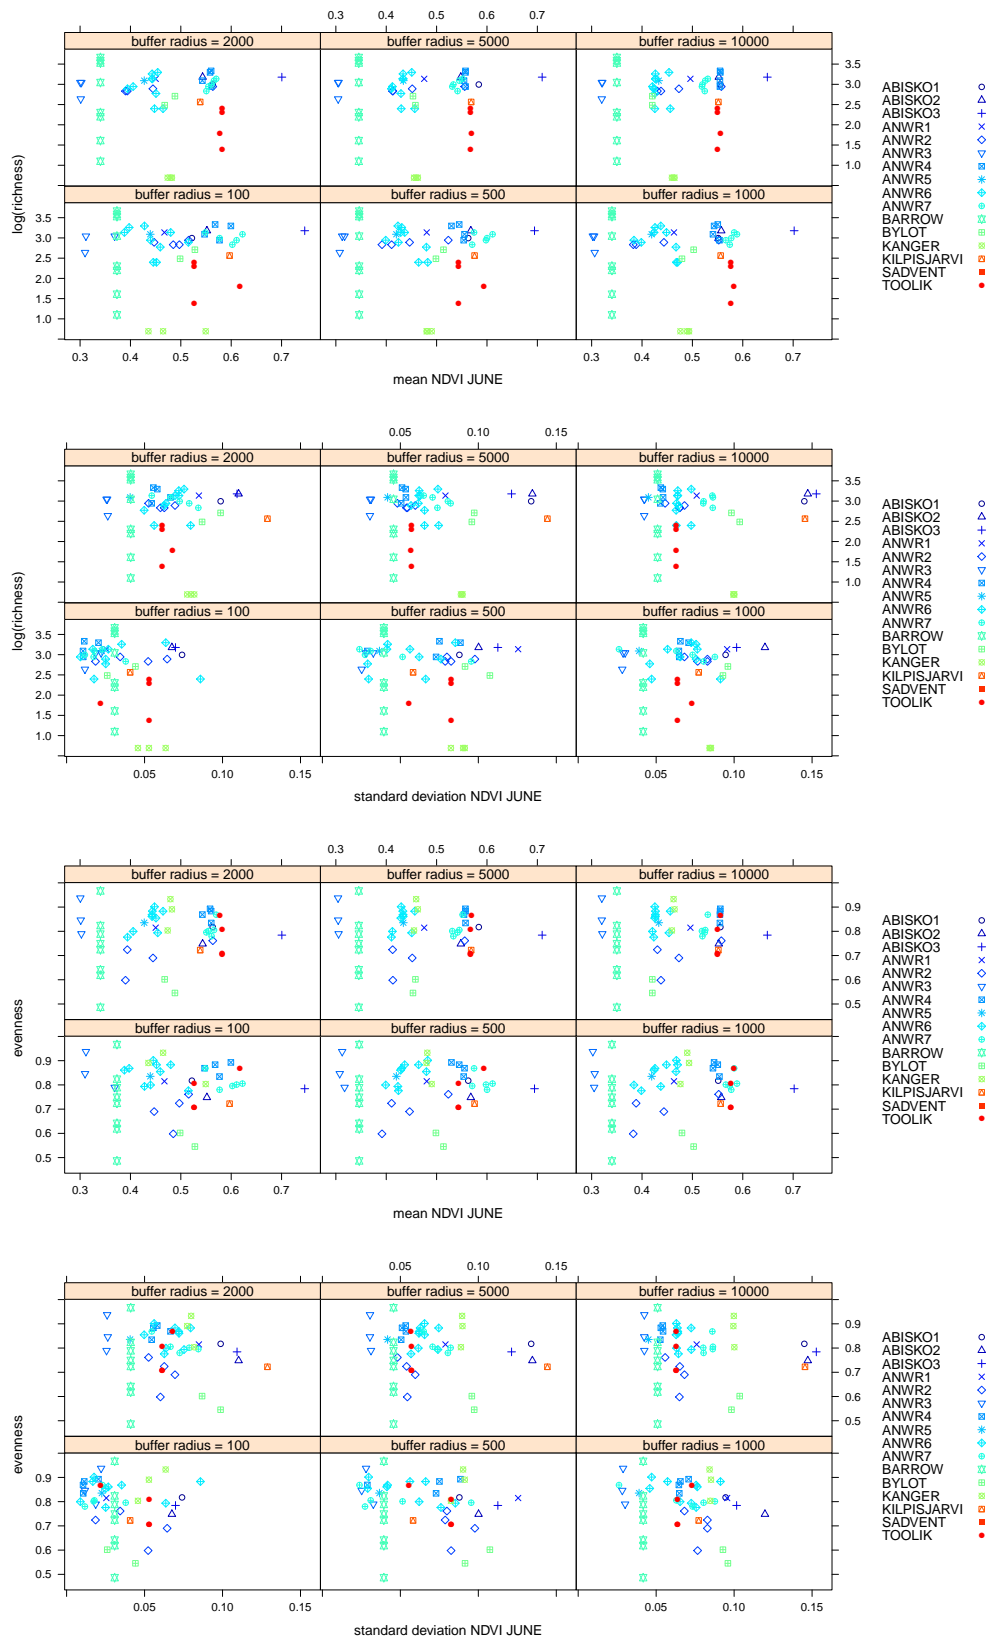 0.3 0.4 0.5 0.6 0.7
buffer radius = 2000 buffer radius = 5000 buffer radius = 10000
3.5
3.0
2.5
2.0
1.5
1.0
buffer radius = 100 buffer radius = 500 buffer radius = 1000
3.5
3.0
2.5
2.0
1.5
1.0
log(richness)
0.3 0.4 0.5 0.6 0.7
0.3 0.4 0.5 0.6 0.7
mean NDVI JUNE
ABISKO1
ABISKO2
ABISKO3
ANWR1
ANWR2
ANWR3
ANWR4
ANWR5
ANWR6
ANWR7
BARROW
BYLOT
KANGER
KILPISJARVI
SADVENT
TOOLIK
0.05 0.10 0.15
buffer radius = 2000 buffer radius = 5000 buffer radius = 10000
3.5
3.0
2.5
2.0
1.5
1.0
buffer radius = 100 buffer radius = 500 buffer radius = 1000
3.5
3.0
2.5
2.0
1.5
1.0
log(richness)
0.05 0.10 0.15
0.05 0.10 0.15
standard deviation NDVI JUNE
ABISKO1
ABISKO2
ABISKO3
ANWR1
ANWR2
ANWR3
ANWR4
ANWR5
ANWR6
ANWR7
BARROW
BYLOT
KANGER
KILPISJARVI
SADVENT
TOOLIK
0.3 0.4 0.5 0.6 0.7
buffer radius = 2000 buffer radius = 5000 buffer radius = 10000
0.9
0.8
0.7
0.6
0.5
buffer radius = 100 buffer radius = 500 buffer radius = 1000
0.9
0.8
0.7
0.6
0.5
evenness
0.3 0.4 0.5 0.6 0.7
0.3 0.4 0.5 0.6 0.7
mean NDVI JUNE
ABISKO1
ABISKO2
ABISKO3
ANWR1
ANWR2
ANWR3
ANWR4
ANWR5
ANWR6
ANWR7
BARROW
BYLOT
KANGER
KILPISJARVI
SADVENT
TOOLIK
0.05 0.10 0.15
buffer radius = 2000 buffer radius = 5000 buffer radius = 10000
0.9
0.8
0.7
0.6
0.5
buffer radius = 100 buffer radius = 500 buffer radius = 1000
0.9
0.8
0.7
0.6
0.5
evenness
0.05 0.10 0.15
0.05 0.10 0.15
standard deviation NDVI JUNE
ABISKO1
ABISKO2
ABISKO3
ANWR1
ANWR2
ANWR3
ANWR4
ANWR5
ANWR6
ANWR7
BARROW
BYLOT
KANGER
KILPISJARVI
SADVENT
TOOLIK